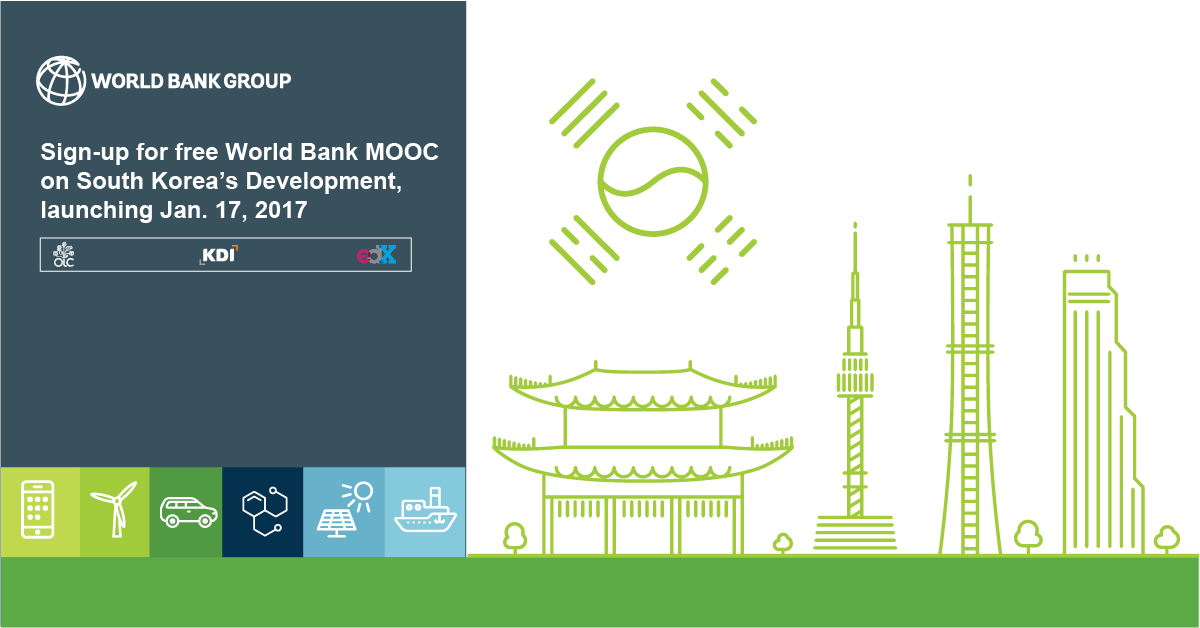 WORLD BANK GROUP
Sign-up for free World Bank MOOC
on South Korea’s Development,
launching Jan. 17, 2017
OLC KDI edX